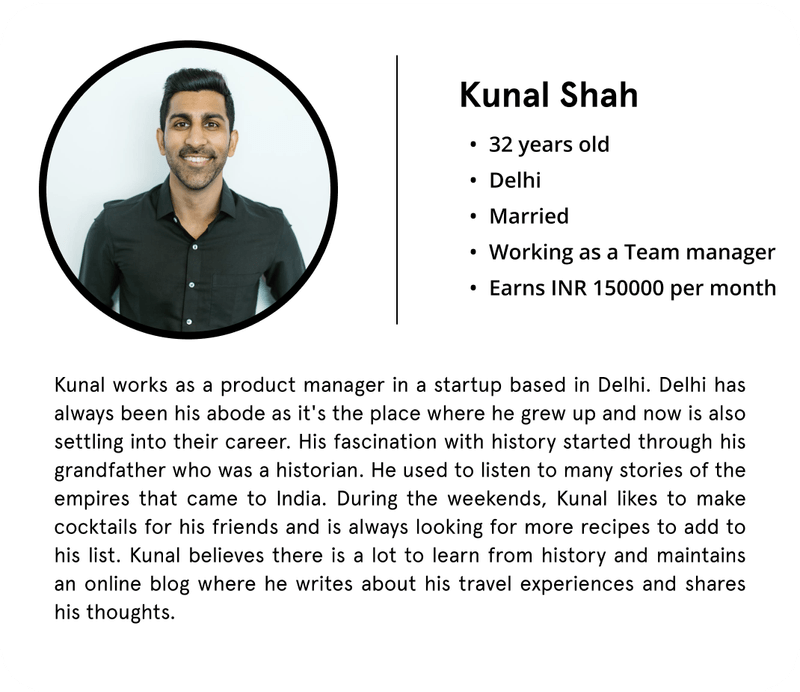 Kunal Shah
• 32 years old
• Delhi
• Married
• Working as a Team manager
• Earns INR 150000 per month
Kunal works as a product manager in a startup based in Delhi. Delhi has
always been his abode as it's the place where he grew up and now is also
settling into their career. His fascination with history started through his
grandfather who was a historian. He used to listen to many stories of the
empires that came to India. During the weekends, Kunal likes to make
cocktails for his friends and is always looking for more recipes to add to
his list. Kunal believes there is a lot to learn from history and maintains
an online blog where he writes about his travel experiences and shares
his thoughts.